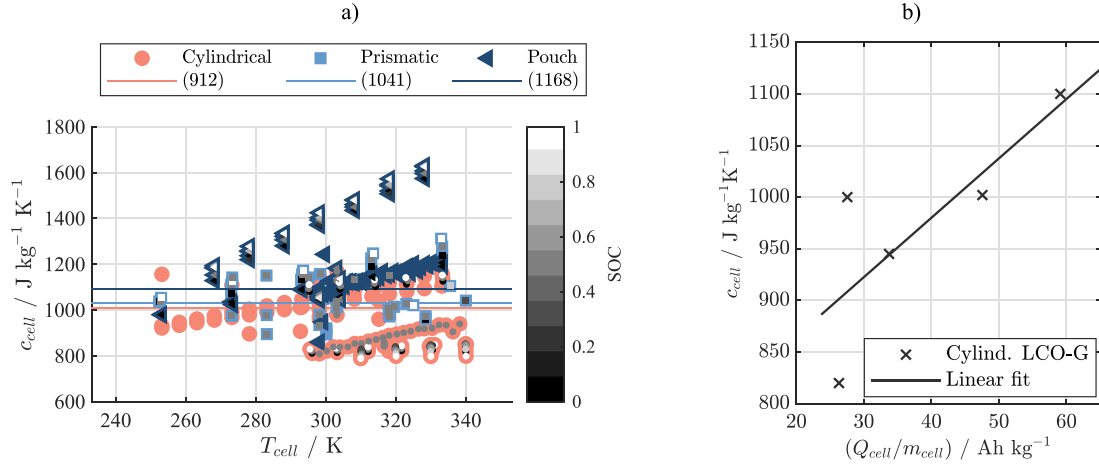 a)
Cylindrical Prismatic Pouch
(912) (1041) (1168)
1800
1600
1400
1200
1000
800
600
c_cell / J kg⁻¹ K⁻¹
240 260 280 300 320 340
T_cell / K
1
0.8
0.6
0.4
0.2
0
SOC
b)
1150
1100
1050
1000
950
900
850
800
c_cell / J kg⁻¹K⁻¹
Cylind. LCO-G
Linear fit
20 30 40 50 60
(Q_cell/m_cell) / Ah kg⁻¹